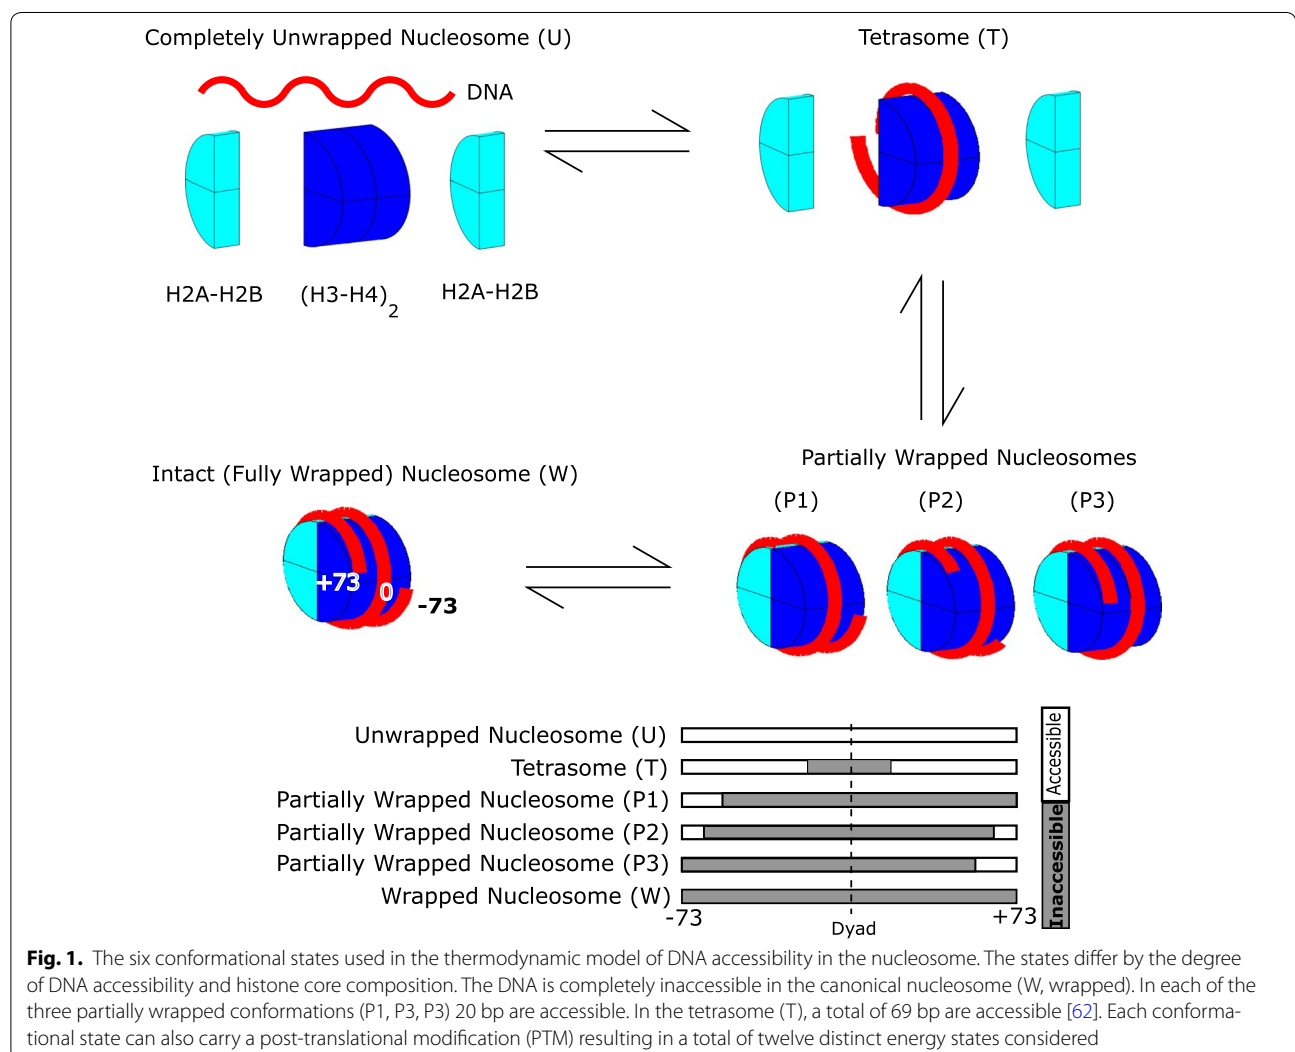 Completely Unwrapped Nucleosome (U)
Tetrasome (T)
DNA
H2A-H2B
(H3-H4)2
H2A-H2B
Intact (Fully Wrapped) Nucleosome (W)
+73
0
-73
Partially Wrapped Nucleosomes
(P1)
(P2)
(P3)
Unwrapped Nucleosome (U)
Tetrasome (T)
Partially Wrapped Nucleosome (P1)
Partially Wrapped Nucleosome (P2)
Partially Wrapped Nucleosome (P3)
Wrapped Nucleosome (W)
-73
Dyad
+73
Accessible
Inaccessible
Fig. 1. The six conformational states used in the thermodynamic model of DNA accessibility in the nucleosome. The states differ by the degree
of DNA accessibility and histone core composition. The DNA is completely inaccessible in the canonical nucleosome (W, wrapped). In each of the
three partially wrapped conformations (P1, P3, P3) 20 bp are accessible. In the tetrasome (T), a total of 69 bp are accessible [62]. Each conforma-
tional state can also carry a post-translational modification (PTM) resulting in a total of twelve distinct energy states considered